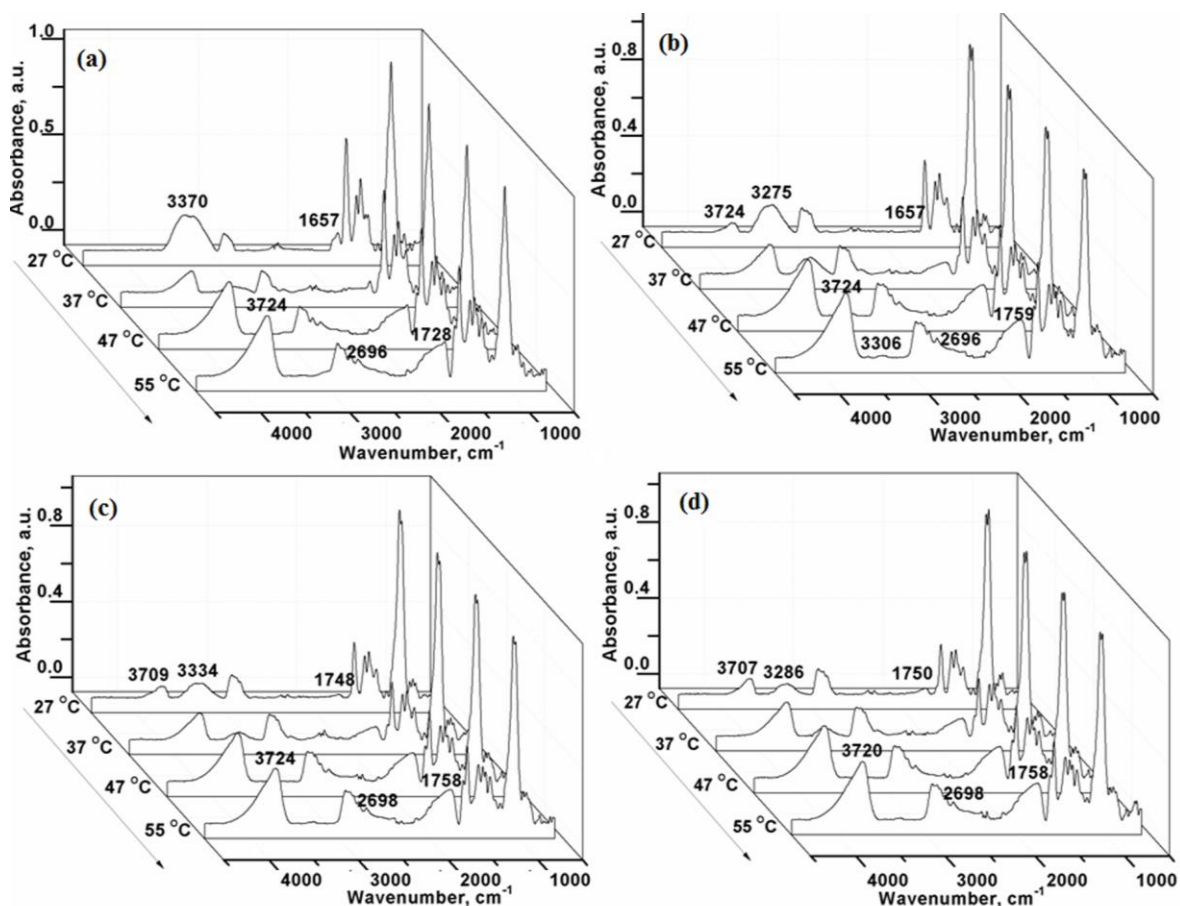 (a)
Absorbance, a.u.
1.0
0.5
0.0
3370
1657
27 °C
37 °C
47 °C
55 °C
3724
2696
1728
4000 3000 2000 1000
Wavenumber, cm-1
(b)
Absorbance, a.u.
0.8
0.4
0.0
3724
3275
1657
27 °C
37 °C
47 °C
55 °C
3724
3306
2696
1759
4000 3000 2000 1000
Wavenumber, cm-1
(c)
Absorbance, a.u.
0.8
0.4
0.0
3709
3334
1748
27 °C
37 °C
47 °C
55 °C
3724
2698
1758
4000 3000 2000 1000
Wavenumber, cm-1
(d)
Absorbance, a.u.
0.8
0.4
0.0
3707
3286
1750
27 °C
37 °C
47 °C
55 °C
3720
2698
1758
4000 3000 2000 1000
Wavenumber, cm-1